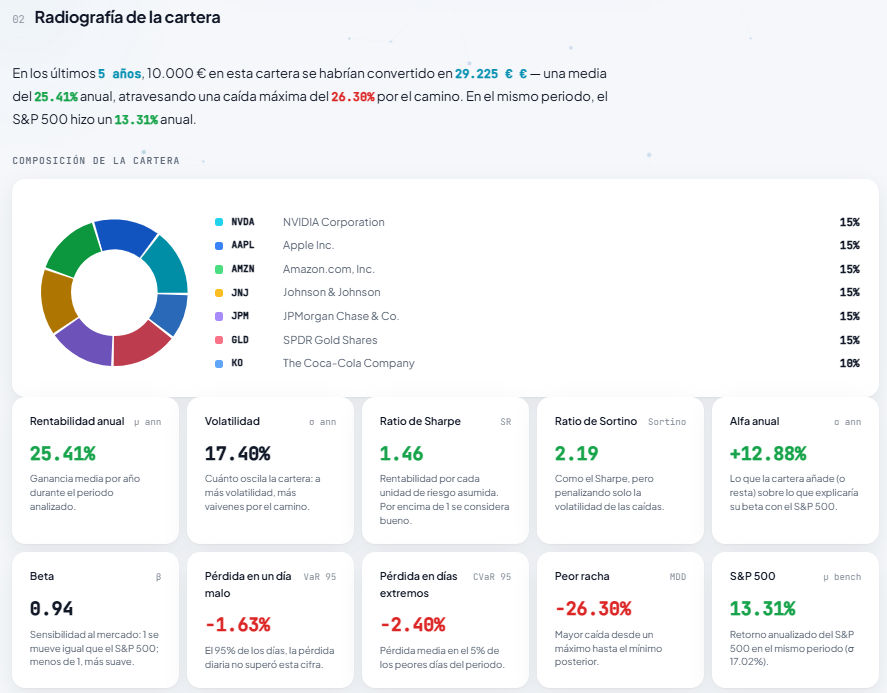 02 Radiografía de la cartera
En los últimos 5 años, 10.000 € en esta cartera se habrían convertido en 29.225 € € — una media
del 25.41% anual, atravesando una caída máxima del 26.30% por el camino. En el mismo periodo, el
S&P 500 hizo un 13.31% anual.
COMPOSICIÓN DE LA CARTERA
NVDA NVIDIA Corporation 15%
AAPL Apple Inc. 15%
AMZN Amazon.com, Inc. 15%
JNJ Johnson & Johnson 15%
JPM JPMorgan Chase & Co. 15%
GLD SPDR Gold Shares 15%
KO The Coca-Cola Company 10%
Rentabilidad anual μ ann
25.41%
Ganancia media por año
durante el periodo
analizado.
Volatilidad σ ann
17.40%
Cuánto oscila la cartera: a
más volatilidad, más
vaivenes por el camino.
Ratio de Sharpe SR
1.46
Rentabilidad por cada
unidad de riesgo asumida.
Por encima de 1 se considera
bueno.
Ratio de Sortino Sortino
2.19
Como el Sharpe, pero
penalizando solo la
volatilidad de las caídas.
Alfa anual α ann
+12.88%
Lo que la cartera añade (o
resta) sobre lo que explicaría
su beta con el S&P 500.
Beta β
0.94
Sensibilidad al mercado: 1 se
mueve igual que el S&P 500;
menos de 1, más suave.
Pérdida en un día VaR 95
malo
-1.63%
El 95% de los días, la pérdida
diaria no superó esta cifra.
Pérdida en días CVaR 95
extremos
-2.40%
Pérdida media en el 5% de
los peores días del periodo.
Peor racha MDD
-26.30%
Mayor caída desde un
máximo hasta el mínimo
posterior.
S&P 500 μ bench
13.31%
Retorno anualizado del S&P
500 en el mismo periodo (σ
17.02%).